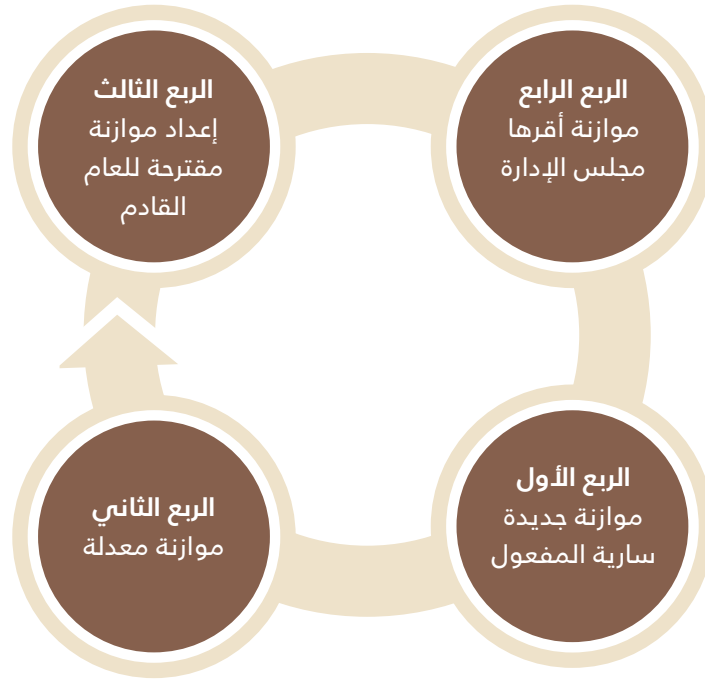 الربع الرابع
موازنة أقرها
مجلس الإدارة
الربع الثالث
إعداد موازنة
مقترحة للعام
القادم
الربع الأول
موازنة جديدة
سارية المفعول
الربع الثاني
موازنة معدلة